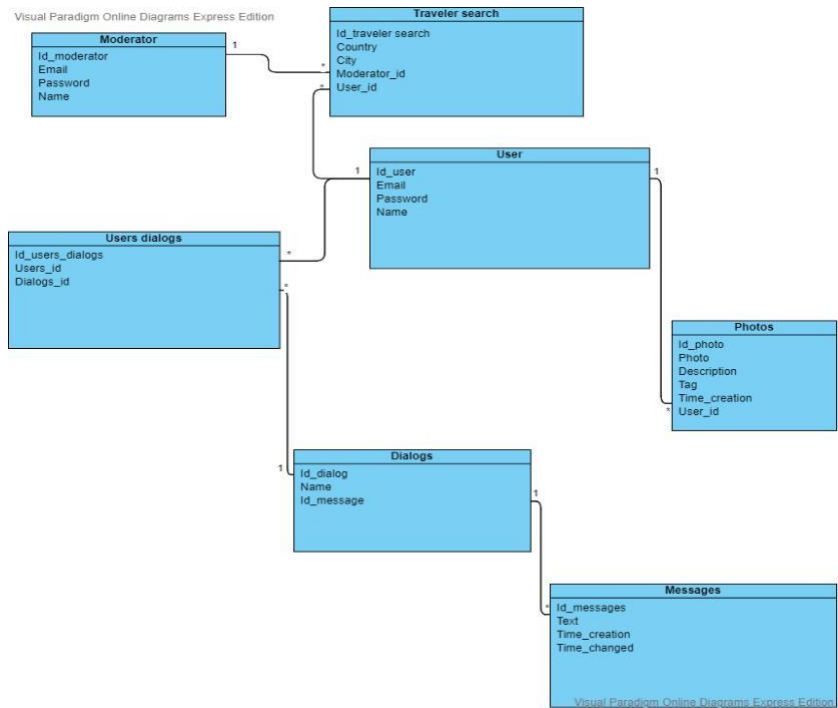 Visual Paradigm Online Diagrams Express Edition
Moderator
Id_moderator
Email
Password
Name
1
*
Traveler search
Id_traveler search
Country
City
Moderator_id
User_id
*
User
Id_user
Email
Password
Name
1
1
Users dialogs
Id_users_dialogs
Users_id
Dialogs_id
*
*
Photos
Id_photo
Photo
Description
Tag
Time_creation
User_id
*
Dialogs
Id_dialog
Name
Id_message
1
1
Messages
Id_messages
Text
Time_creation
Time_changed
*
Visual Paradigm Online Diagrams Express Edition